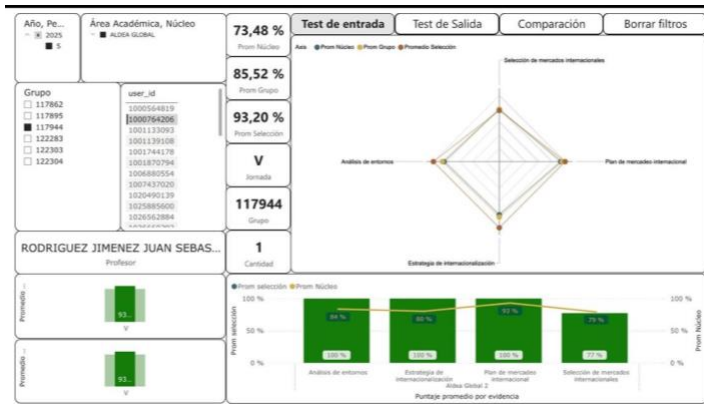 Año, Pe...
2025
S
Área Académica, Núcleo
ALDEA GLOBAL
Grupo
117862
117895
117944
122283
122303
122304
user_id
1000564819
1000764206
1001133093
1001139108
1001744178
1001870794
1006880554
1007437020
1020490139
1025885600
1026562884
RODRIGUEZ JIMENEZ JUAN SEBAS...
Profesor
73,48 %
Prom Núcleo
85,52 %
Prom Grupo
93,20 %
Prom Selección
V
Jornada
117944
Grupo
1
Cantidad
Test de entrada
Test de Salida
Comparación
Borrar filtros
Axis Prom Núcleo Prom Grupo Promedio Selección
Selección de mercados internacionales
Análisis de entornos
Plan de mercadeo internacional
Estrategia de internacionalización
Promedio
93...
V
Promedio
93...
V
Prom selección Prom Núcleo
Prom selección
100 %
50 %
0 %
84 %
80 %
92 %
79 %
100 %
100 %
100 %
77 %
100 %
50 %
0 %
Prom Núcleo
Análisis de entornos
Estrategia de internacionalización
Plan de mercadeo internacional
Selección de mercados internacionales
Aldea Global 2
Puntaje promedio por evidencia